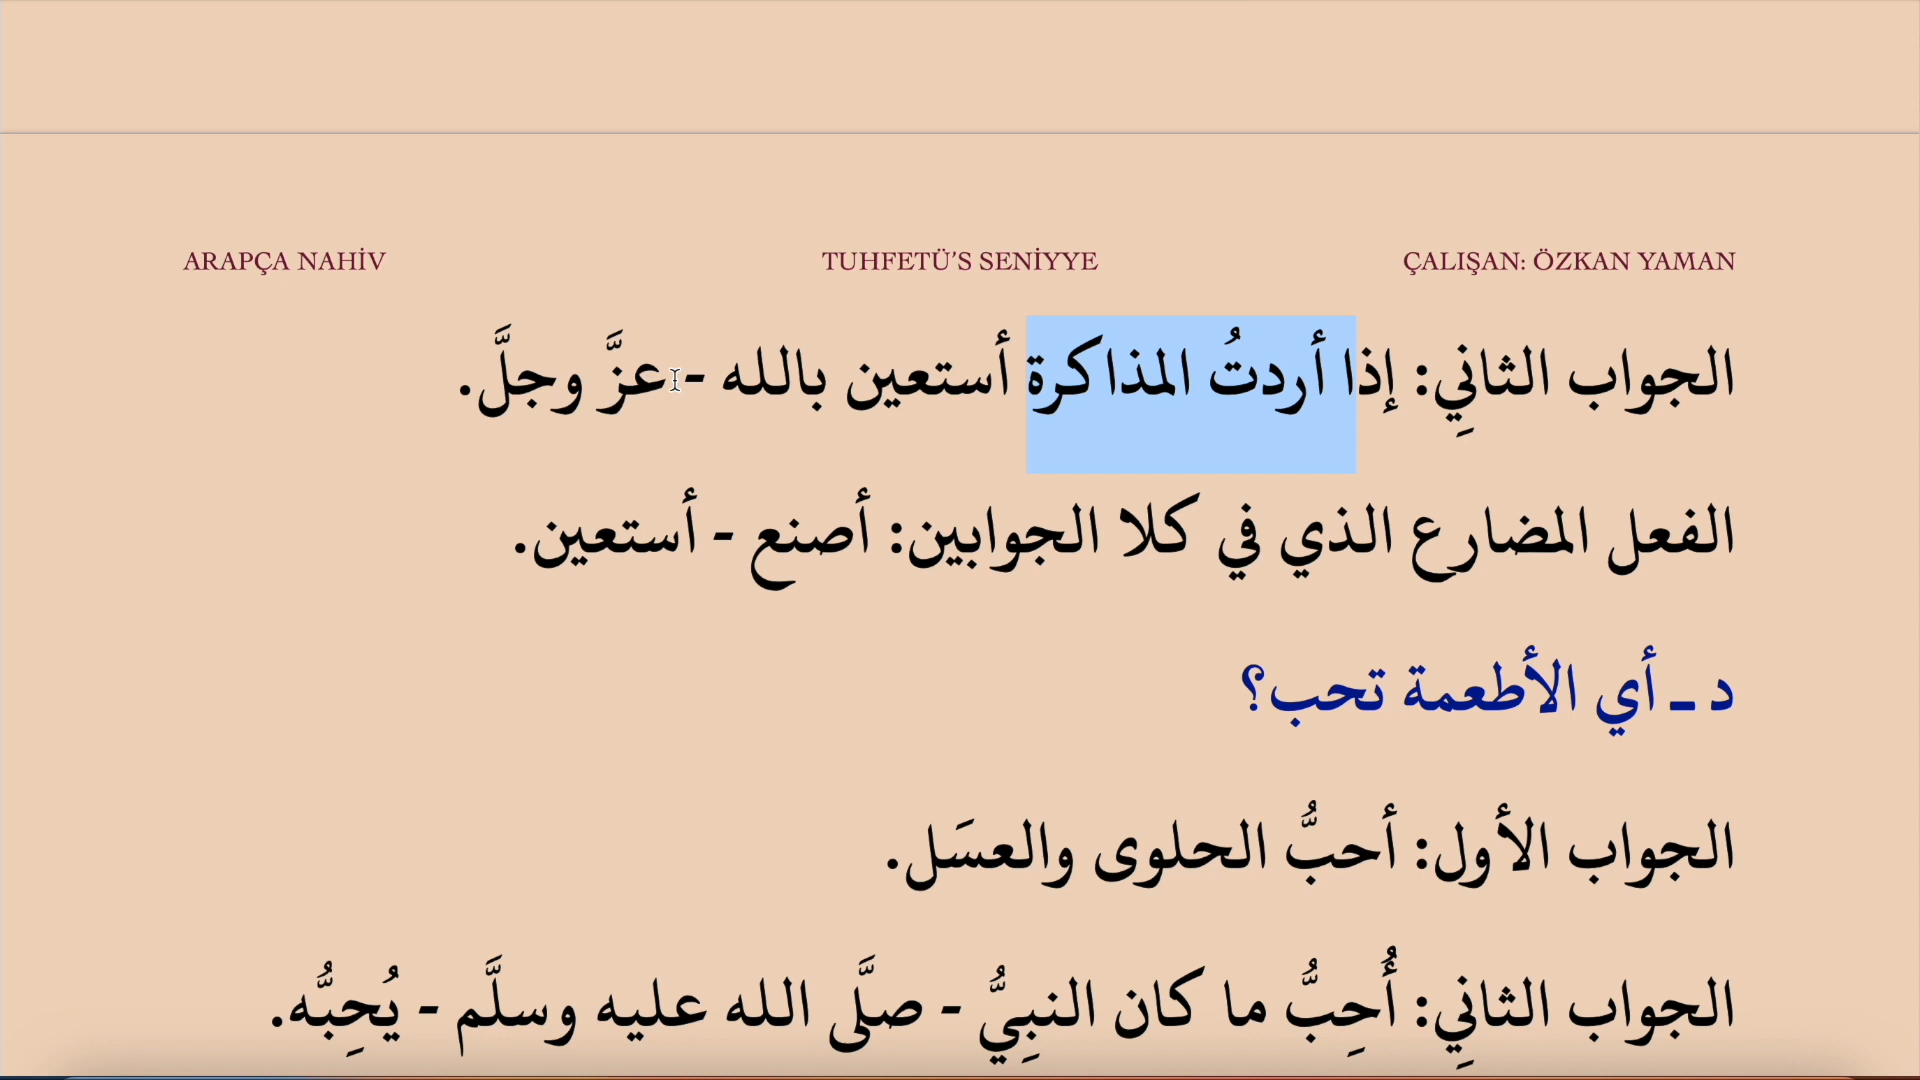 ARAPÇA NAHİV TUHFETÜ’S SENİYYE ÇALIŞAN: ÖZKAN YAMAN
الجواب الثانِي: إذا أردتُ المذاكرة أستعين بالله - عزَّ وجلَّ.
الفعل المضارع الذي في كلا الجوابين: أصنع - أستعين.
د ـ أي الأطعمة تحب؟
الجواب الأول: أحبُّ الحلوى والعسَل.
الجواب الثانِي: أُحِبُّ ما كان النبِيُّ - صلَّى الله عليه وسلَّم - يُحِبُّه.